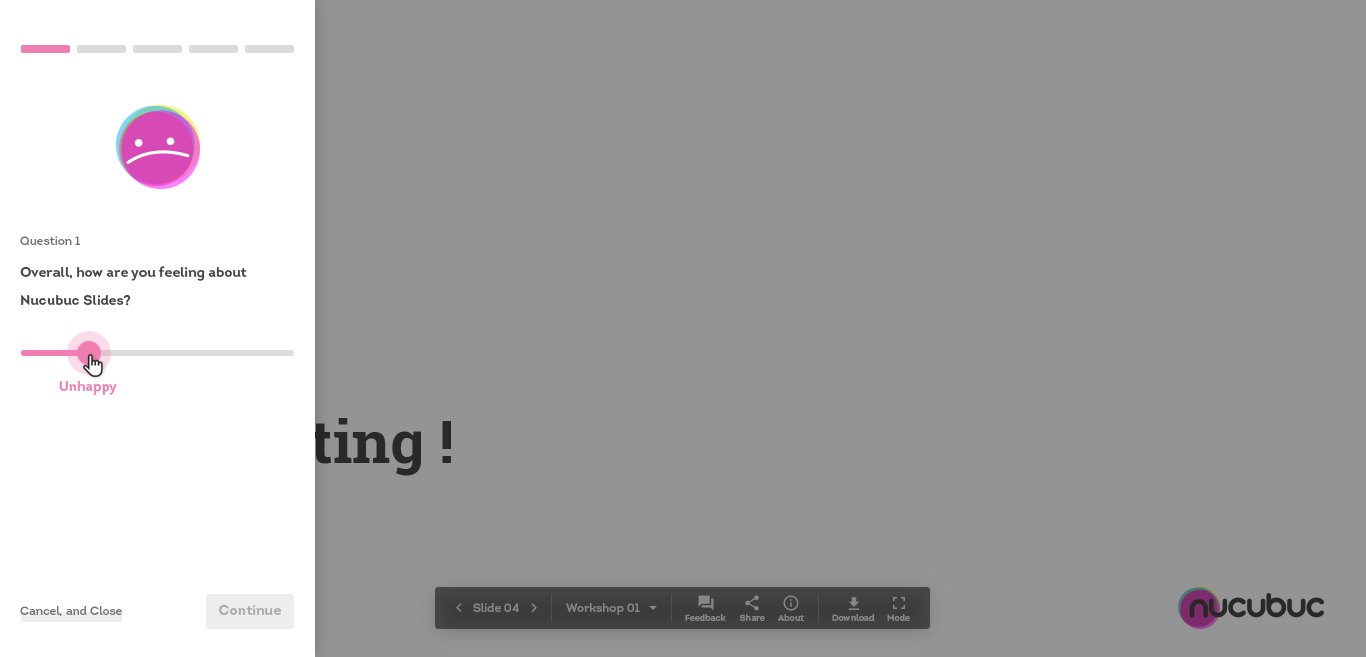 Question 1
Overall, how are you feeling about
Nucubuc Slides?
Unhappy
ting !
Cancel, and Close
Continue
Slide 04
Workshop 01
Feedback
Share
About
Download
Mode
nucubuc